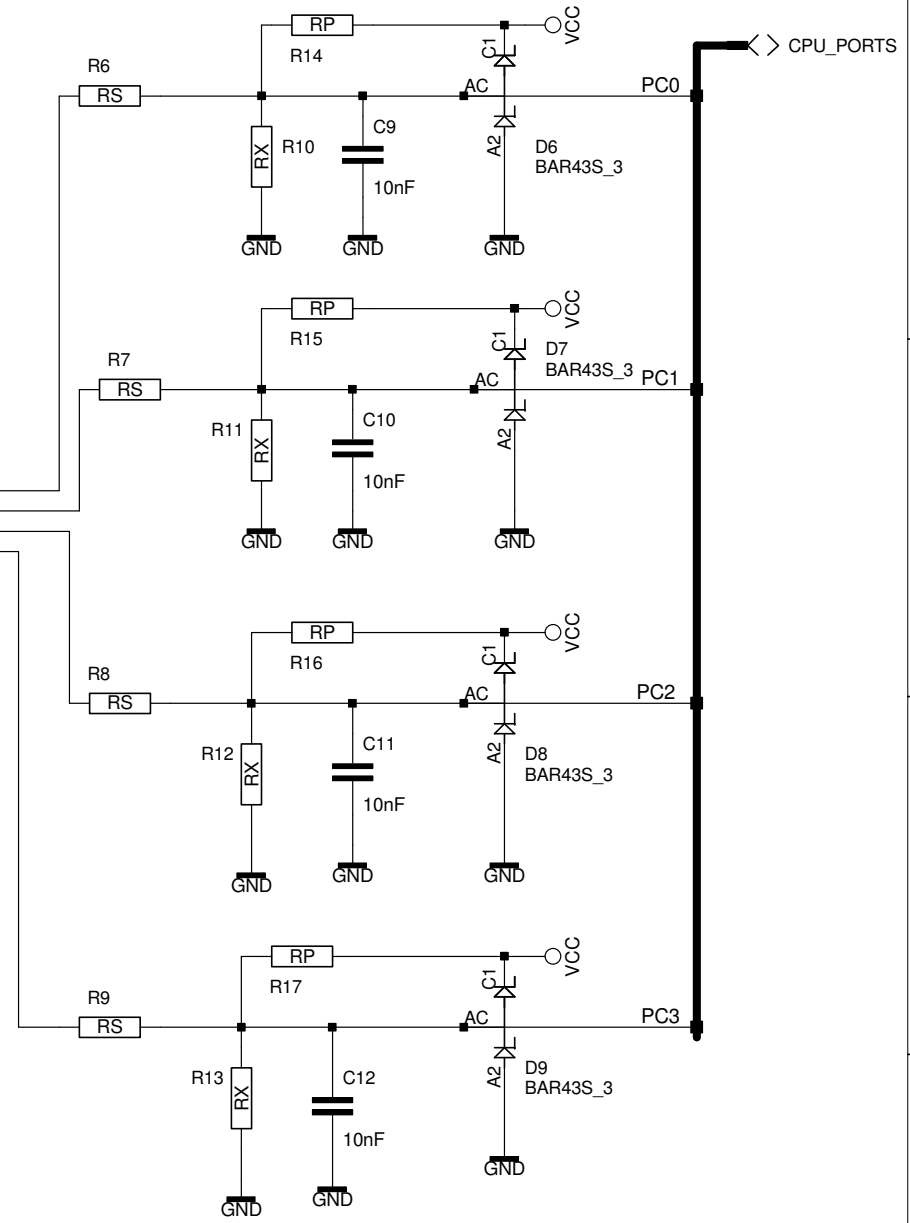 RP
VCC
R14
C1
CPU_PORTS
R6
RS
AC
PC0
C9
RX
R10
A2
D6
BAR43S_3
10nF
GND
GND
GND
RP
VCC
R15
C1
D7
BAR43S_3
R7
RS
AC
PC1
R11
RX
C10
A2
10nF
GND
GND
GND
RP
VCC
R16
C1
R8
RS
AC
PC2
R12
RX
C11
A2
D8
BAR43S_3
10nF
GND
GND
GND
RP
VCC
R17
C1
R9
RS
AC
PC3
R13
RX
C12
A2
D9
BAR43S_3
10nF
GND
GND
GND